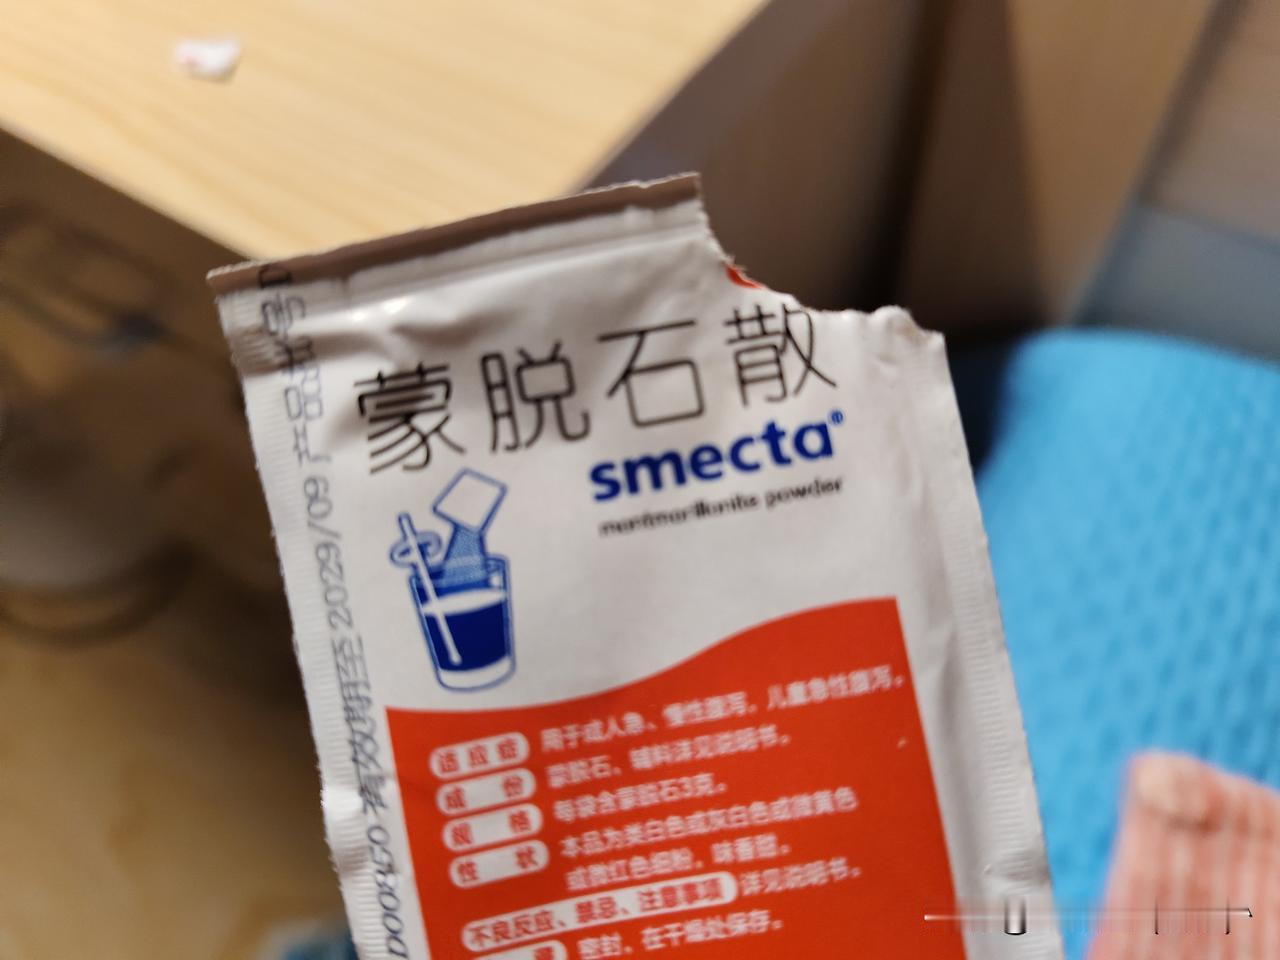 蒙脱石散
smecta®
montmorillonite powder
适应症 用于成人急、慢性腹泻，儿童急性腹泻。
成份 蒙脱石，辅料详见说明书。
规格 每袋含蒙脱石3克。
性状 本品为类白色或灰白色或微黄色
或微红色细粉，味香甜。
不良反应、禁忌、注意事项 详见说明书。
密封，在干燥处保存。
有效期至2029/09